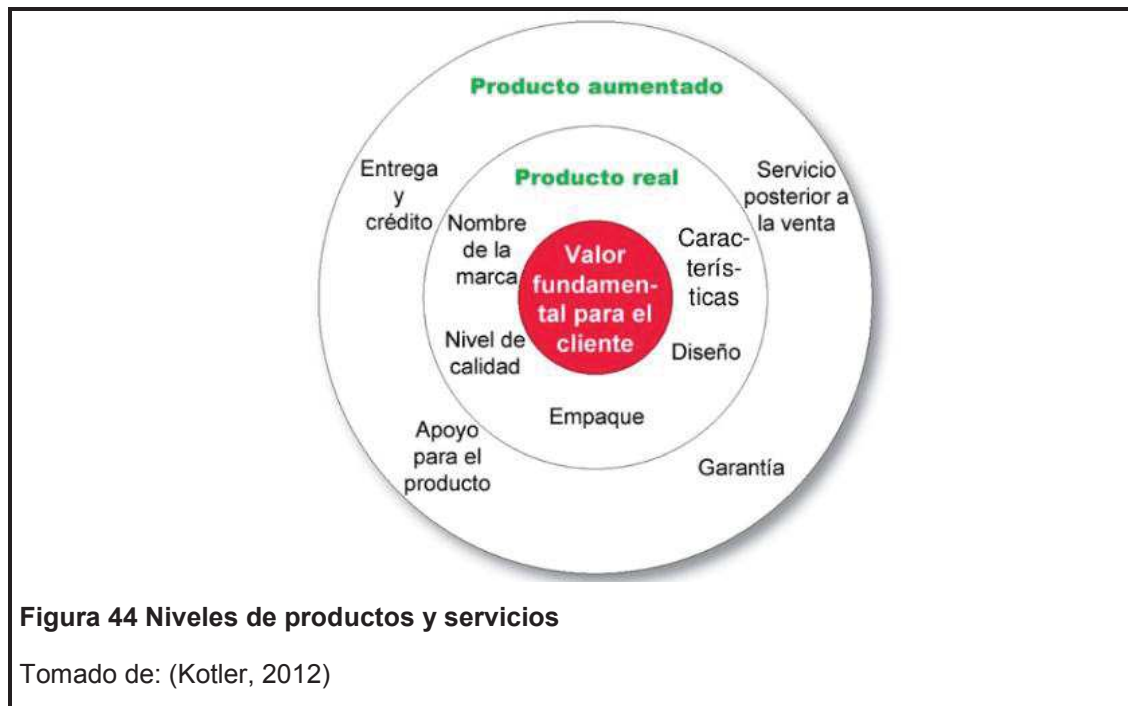 Producto aumentado
Entrega
y
crédito
Producto real
Servicio
posterior a
la venta
Nombre
de la
marca
Valor
fundamen-
tal para el
cliente
Carac-
terís-
ticas
Nivel de
calidad
Diseño
Empaque
Apoyo
para el
producto
Garantía
Figura 44 Niveles de productos y servicios
Tomado de: (Kotler, 2012)